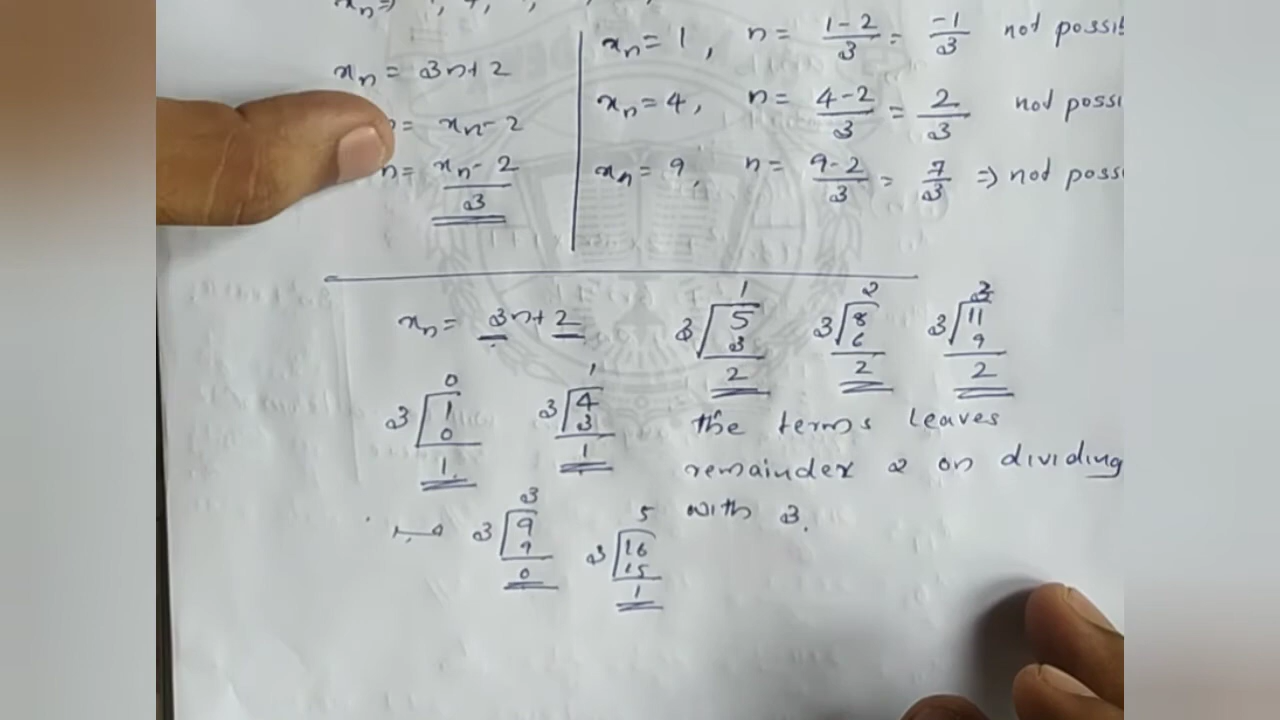 xₙ = 3n+2
= xₙ - 2
n = xₙ - 2 / 3
xₙ = 1, n = 1-2/3 = -1/3 not possi
xₙ = 4, n = 4-2/3 = 2/3 not possi
xₙ = 9, n = 9-2/3 = 7/3 => not poss
xₙ = 3n+2
1
3 5
3
2
2
3 8
6
2
3
3 11
9
2
0
3 1
0
1
1
3 4
3
1
the terms leaves
remainder 2 on dividing
with 3.
3
3 9
9
0
5
3 16
15
1